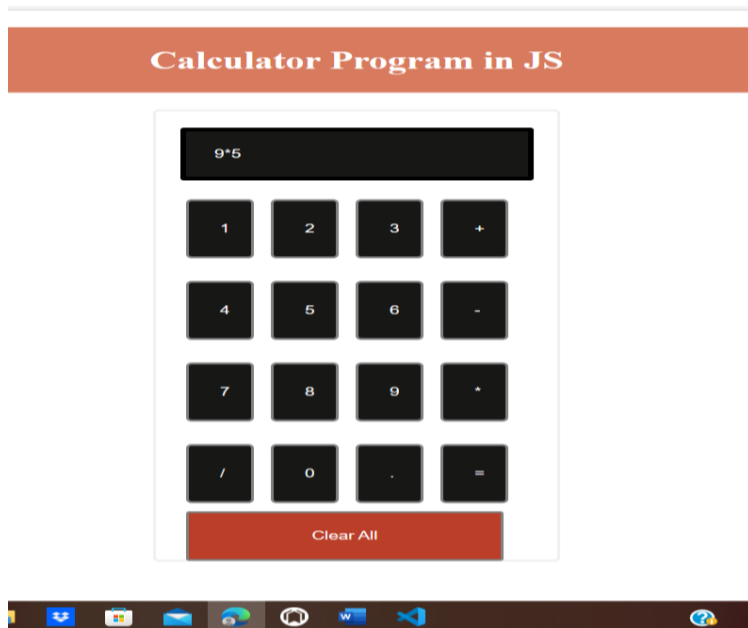 Calculator Program in JS
9*5
1 2 3 +
4 5 6 -
7 8 9 *
/ 0 . =
Clear All